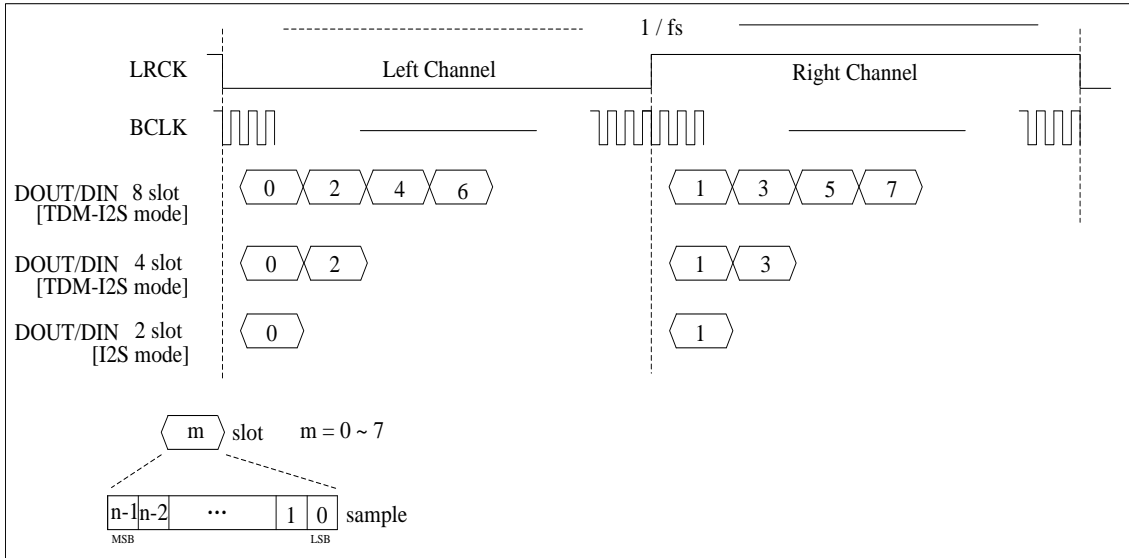 1 / fs
LRCK Left Channel Right Channel
BCLK
DOUT/DIN 8 slot 0 2 4 6 1 3 5 7
[TDM-I2S mode]
DOUT/DIN 4 slot 0 2 1 3
[TDM-I2S mode]
DOUT/DIN 2 slot 0 1
[I2S mode]
m slot m = 0 ~ 7
n-1 n-2 ... 1 0 sample
MSB LSB